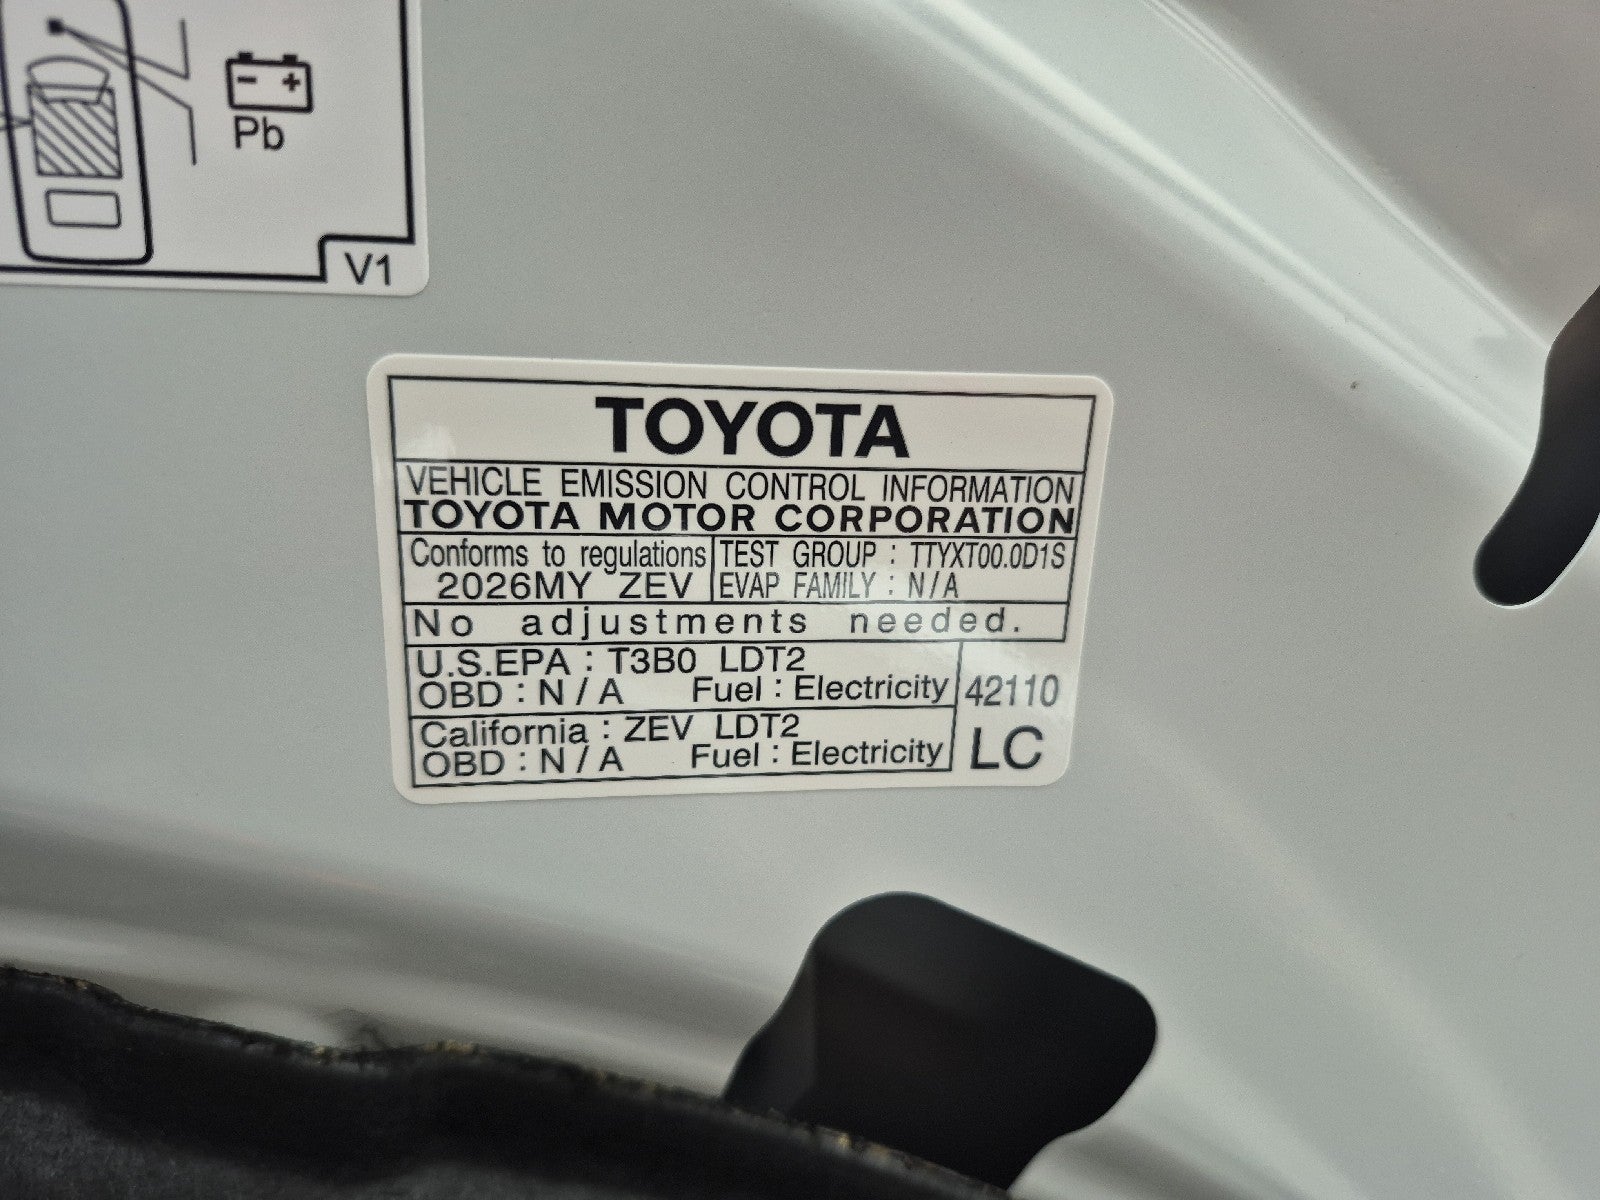 - +
Pb
V1
TOYOTA
VEHICLE EMISSION CONTROL INFORMATION
TOYOTA MOTOR CORPORATION
Conforms to regulations
2026MY ZEV
TEST GROUP : TTYXT00.0D1S
EVAP FAMILY : N/A
No adjustments needed.
U.S.EPA : T3B0 LDT2
OBD : N / A Fuel : Electricity
California : ZEV LDT2
OBD : N / A Fuel : Electricity
42110
LC